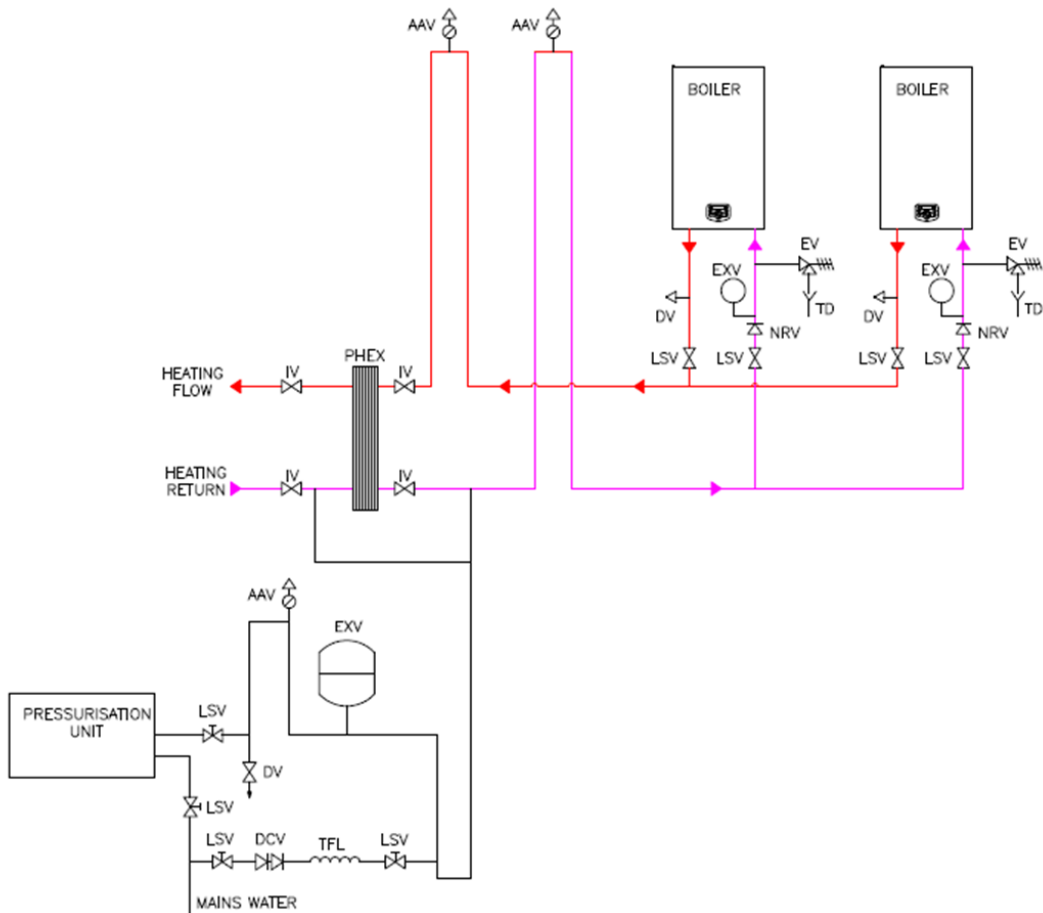 AAV
AAV
BOILER
BOILER
EV
EV
EXV
EXV
DV
TD
DV
TD
NRV
NRV
PHEX
LSV
LSV
LSV
LSV
HEATING
FLOW
IV
IV
HEATING
RETURN
IV
IV
AAV
EXV
PRESSURISATION
UNIT
LSV
DV
LSV
LSV
DCV
TFL
LSV
MAINS WATER